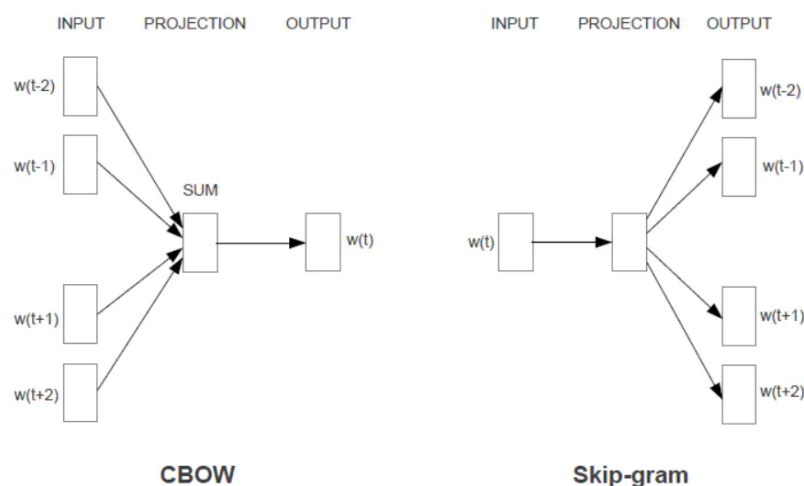 INPUT PROJECTION OUTPUT
w(t-2)
w(t-1)
SUM
w(t)
w(t+1)
w(t+2)
CBOW
INPUT PROJECTION OUTPUT
w(t-2)
w(t-1)
w(t)
w(t+1)
w(t+2)
Skip-gram